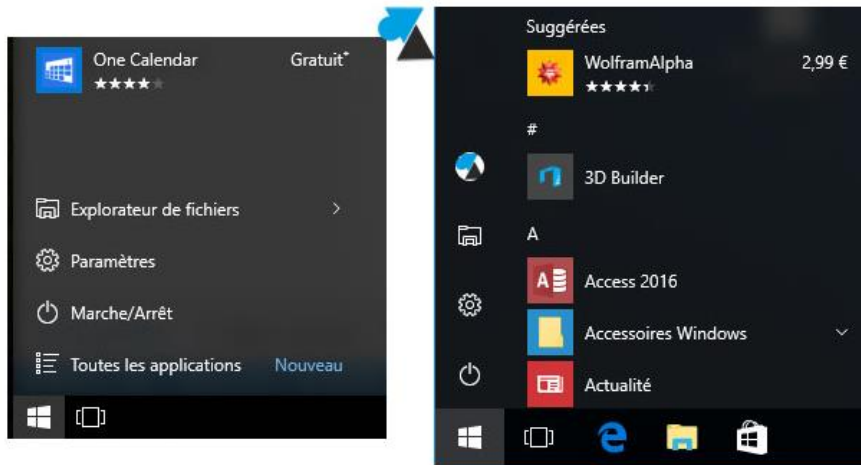 One Calendar
Gratuit*
Explorateur de fichiers
Paramètres
Marche/Arrêt
Toutes les applications
Nouveau
Suggérées
WolframAlpha
2,99 €
#
3D Builder
A
Access 2016
Accessoires Windows
Actualité